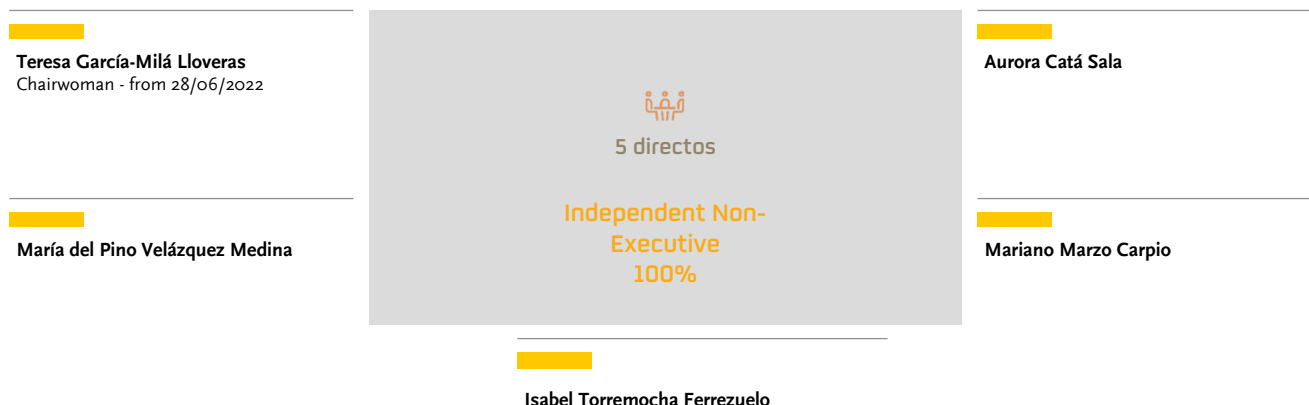 Teresa García-Milá Lloveras
Chairwoman - from 28/06/2022
Aurora Catá Sala
5 directos
Independent Non-
Executive
100%
María del Pino Velázquez Medina
Mariano Marzo Carpio
Isabel Torremocha Ferrezuelo